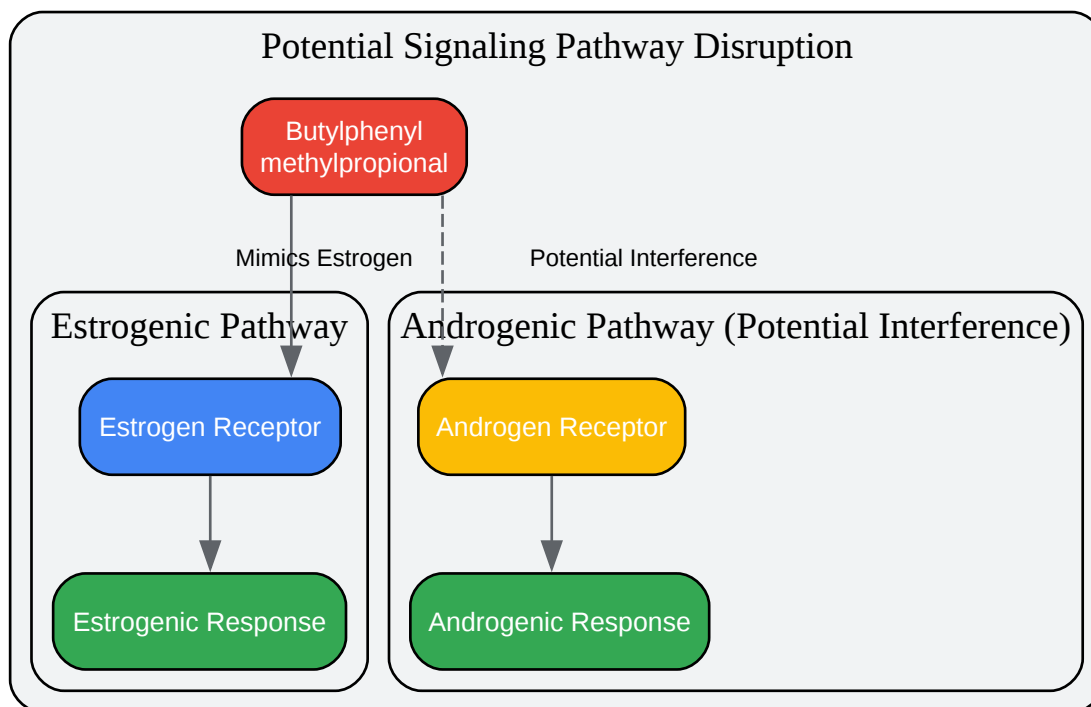 Potential Signaling Pathway Disruption
Butylphenyl
methylpropional
Mimics Estrogen
Potential Interference
Estrogenic Pathway
Androgenic Pathway (Potential Interference)
Estrogen Receptor
Androgen Receptor
Estrogenic Response
Androgenic Response